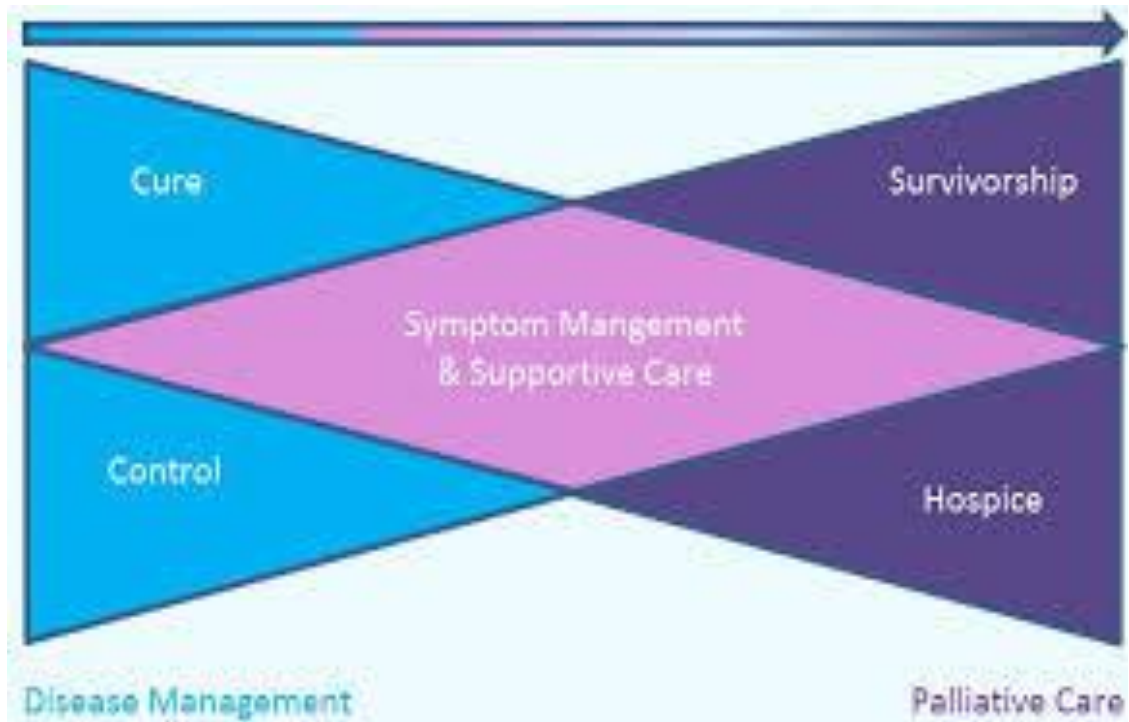 Cure
Survivorship
Symptom Mangement
& Supportive Care
Control
Hospice
Disease Management
Palliative Care